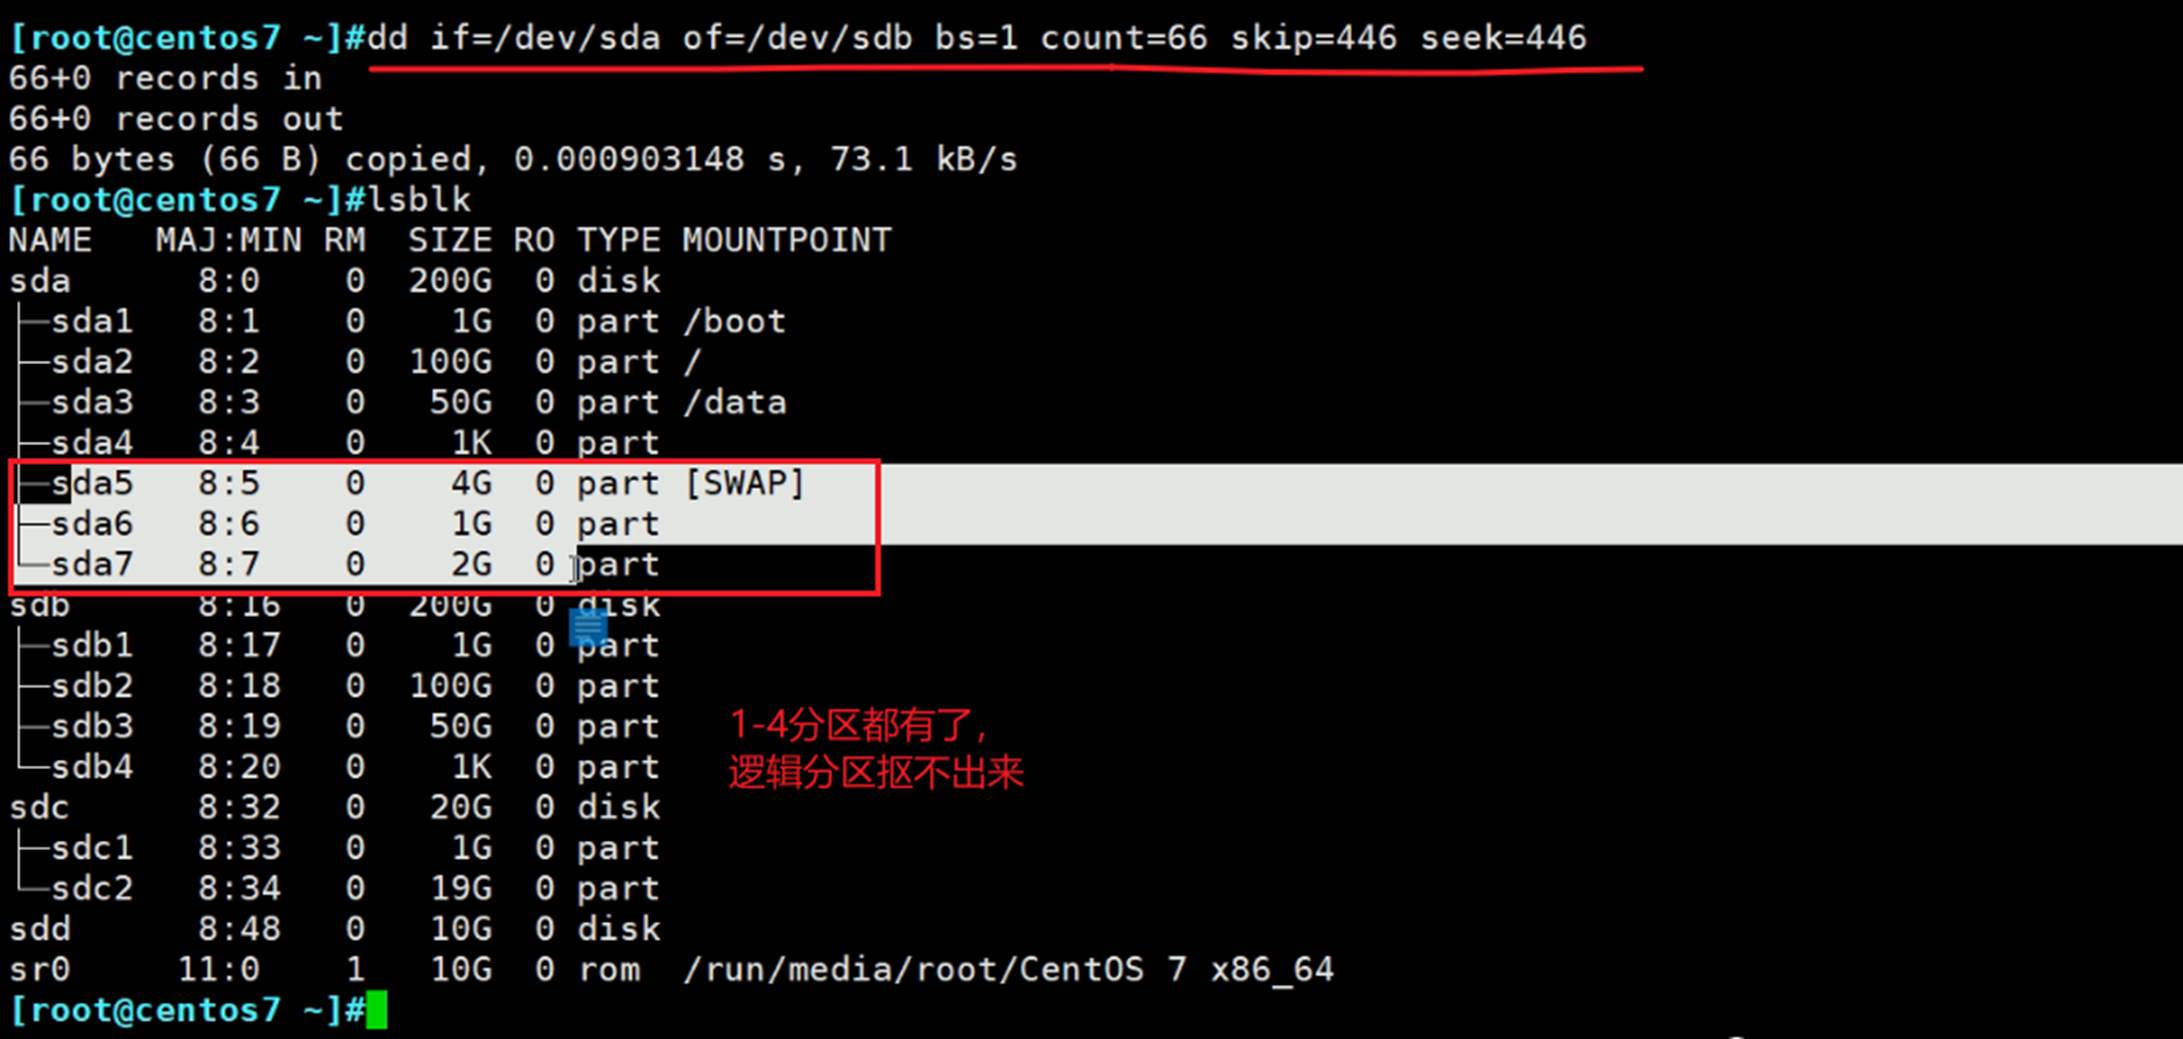 [root@centos7 ~]#dd if=/dev/sda of=/dev/sdb bs=1 count=66 skip=446 seek=446
66+0 records in
66+0 records out
66 bytes (66 B) copied, 0.000903148 s, 73.1 kB/s
[root@centos7 ~]#lsblk
NAME   MAJ:MIN RM  SIZE RO TYPE MOUNTPOINT
sda      8:0    0  200G  0 disk
├─sda1   8:1    0    1G  0 part /boot
├─sda2   8:2    0  100G  0 part /
├─sda3   8:3    0   50G  0 part /data
├─sda4   8:4    0    1K  0 part
├─sda5   8:5    0    4G  0 part [SWAP]
├─sda6   8:6    0    1G  0 part
└─sda7   8:7    0    2G  0 part
sdb      8:16   0  200G  0 disk
├─sdb1   8:17   0    1G  0 part
├─sdb2   8:18   0  100G  0 part
├─sdb3   8:19   0   50G  0 part
1-4分区都有了，
└─sdb4   8:20   0    1K  0 part
逻辑分区抠不出来
sdc      8:32   0   20G  0 disk
├─sdc1   8:33   0    1G  0 part
└─sdc2   8:34   0   19G  0 part
sdd      8:48   0   10G  0 disk
sr0     11:0    1   10G  0 rom  /run/media/root/CentOS 7 x86_64
[root@centos7 ~]#